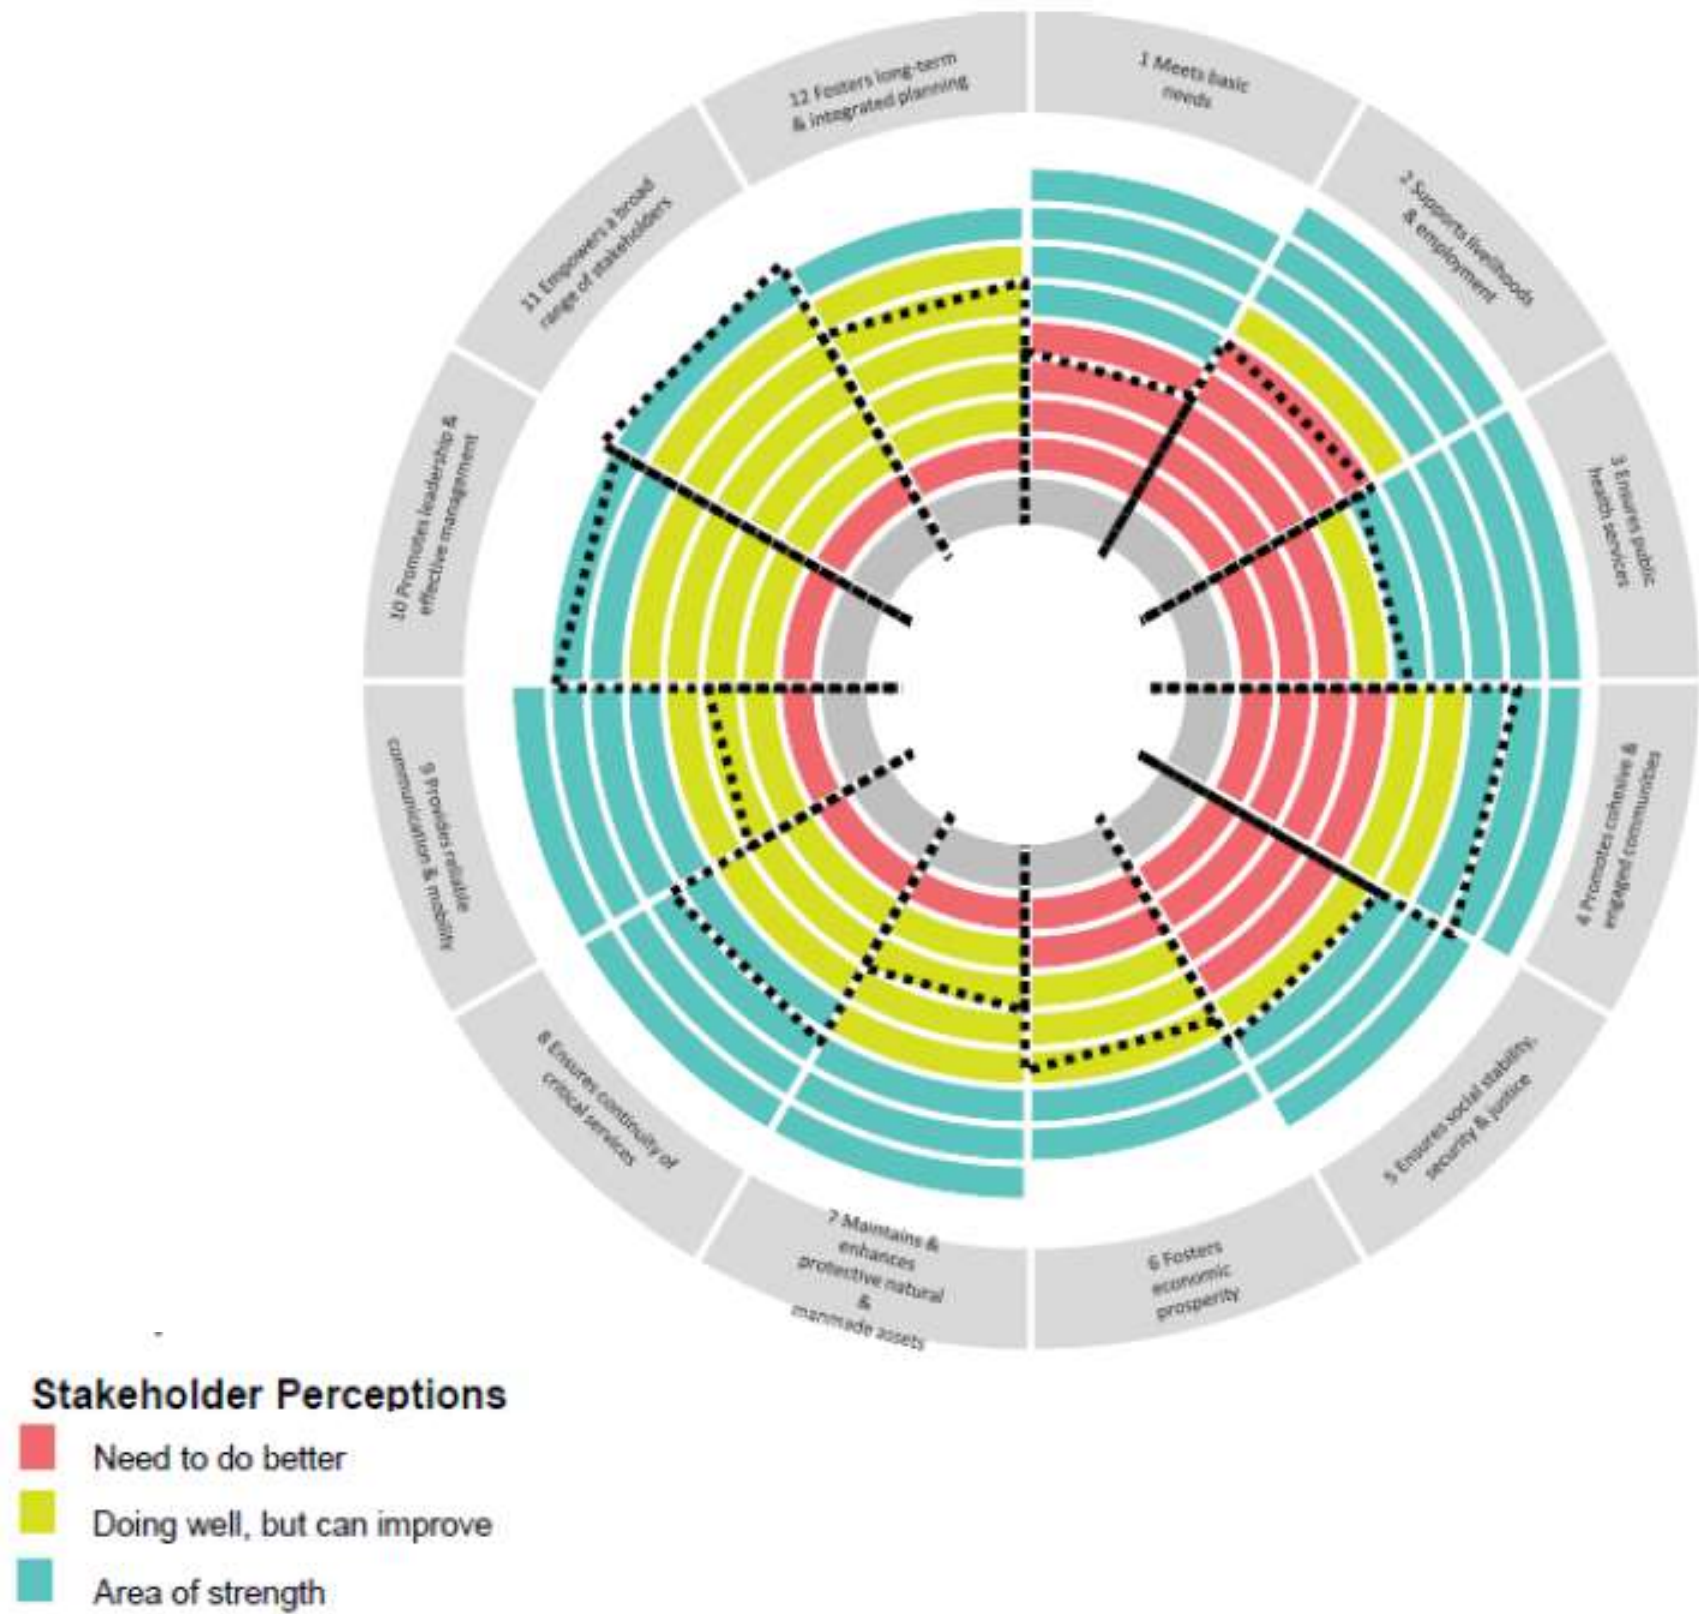 1 Meets basic
needs
2 Supports livelihoods
& employment
3 Ensures public
health services
4 Promotes cohesive &
engaged communities
5 Ensures social stability,
security & justice
6 Fosters
economic
prosperity
7 Maintains &
enhances
protective natural
&
manmade assets
8 Ensures continuity of
critical services
9 Provides reliable
communication & mobility
10 Promotes leadership &
effective management
11 Empowers a broad
range of stakeholders
12 Fosters long-term
& integrated planning
Stakeholder Perceptions
Need to do better
Doing well, but can improve
Area of strength